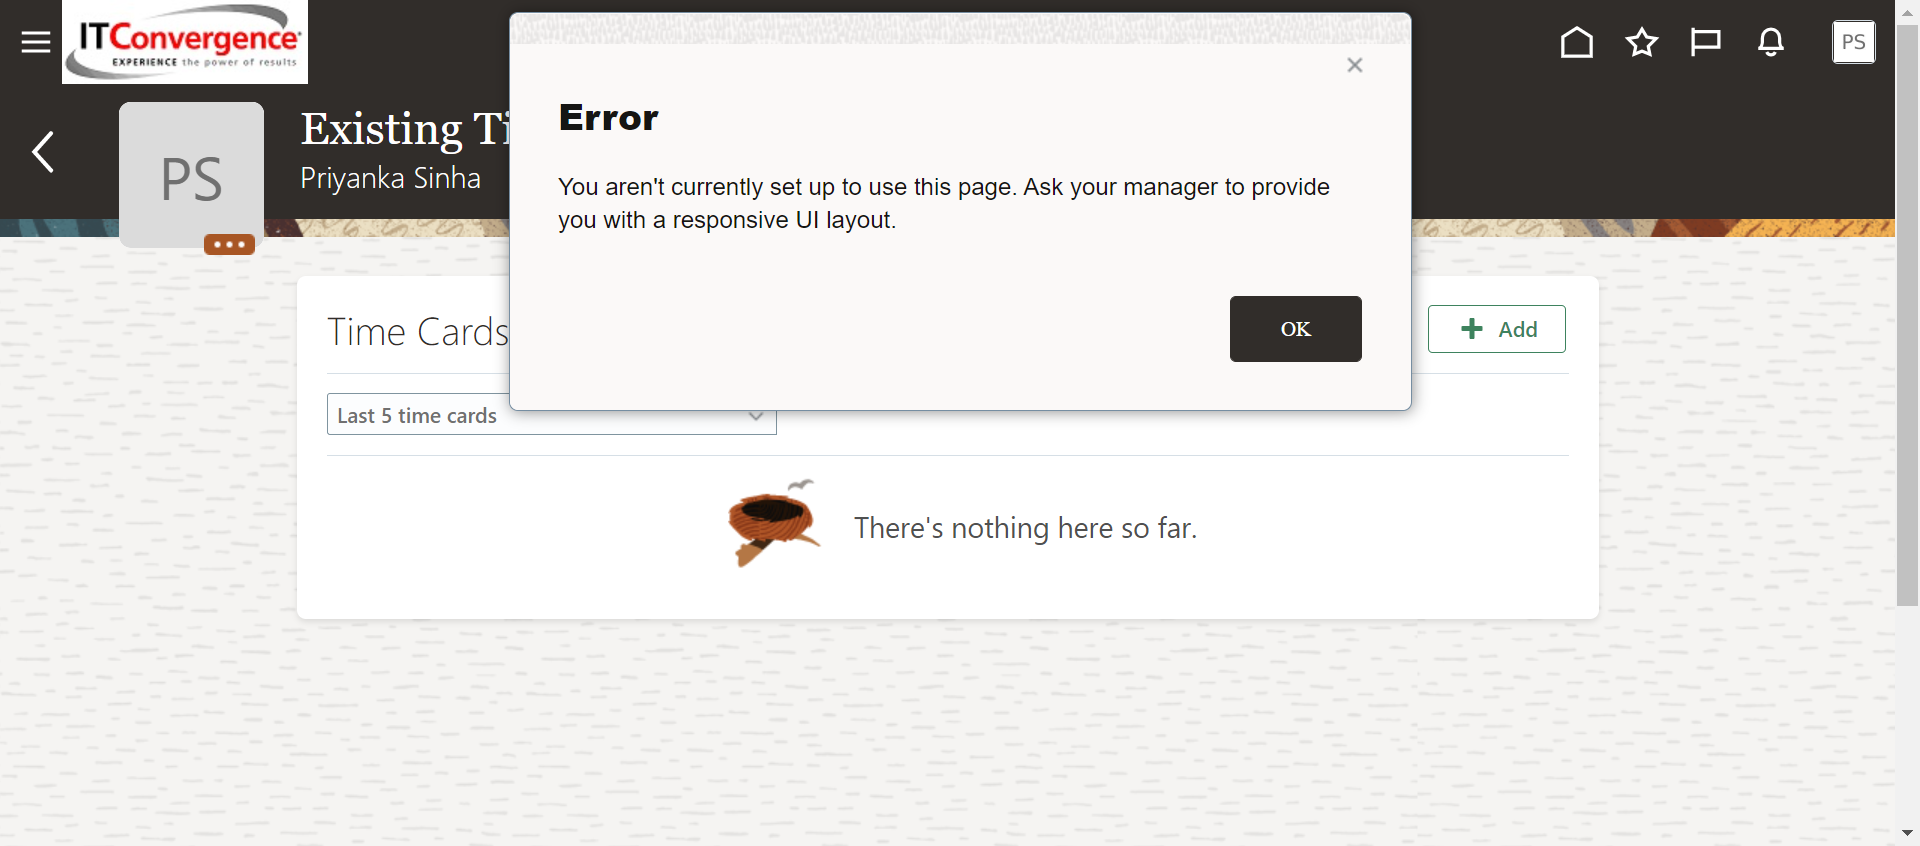 ITConvergence
EXPERIENCE the power of results
PS
Existing Ti
Priyanka Sinha
PS
Error
You aren't currently set up to use this page. Ask your manager to provide
you with a responsive UI layout.
OK
Time Cards
Add
Last 5 time cards
There's nothing here so far.